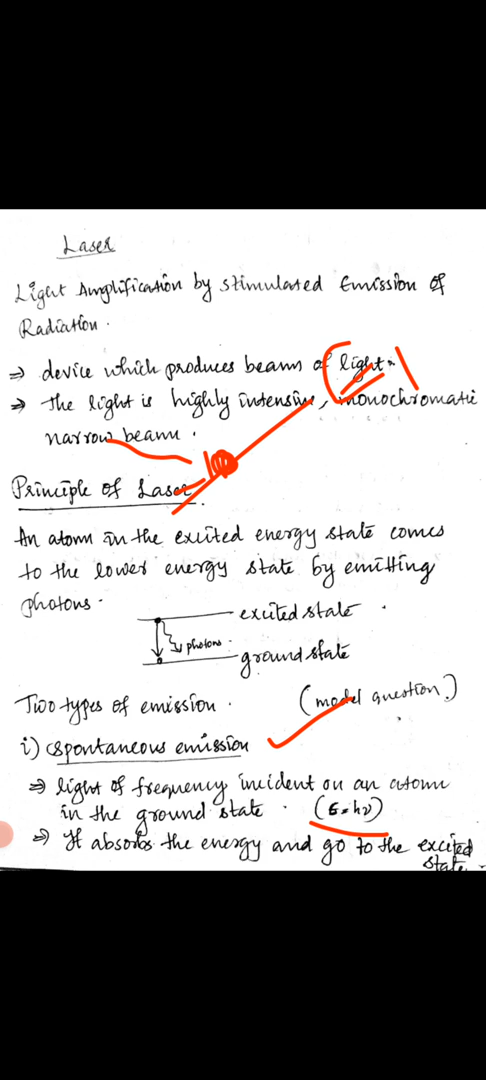 Laser
Light Amplification by Stimulated Emission of
Radiation.
⇒ device which produces beam of light.
⇒ The light is highly intensive, monochromatic
narrow beam.
Principle of Laser.
An atom in the excited energy state comes
to the lower energy state by emitting
photons.
excited state
photons.
ground state
Two types of emission. (model question)
i) spontaneous emission
⇒ light of frequency incident on an atom
in the ground state. (E=hν)
⇒ It absorbs the energy and go to the excited
state.